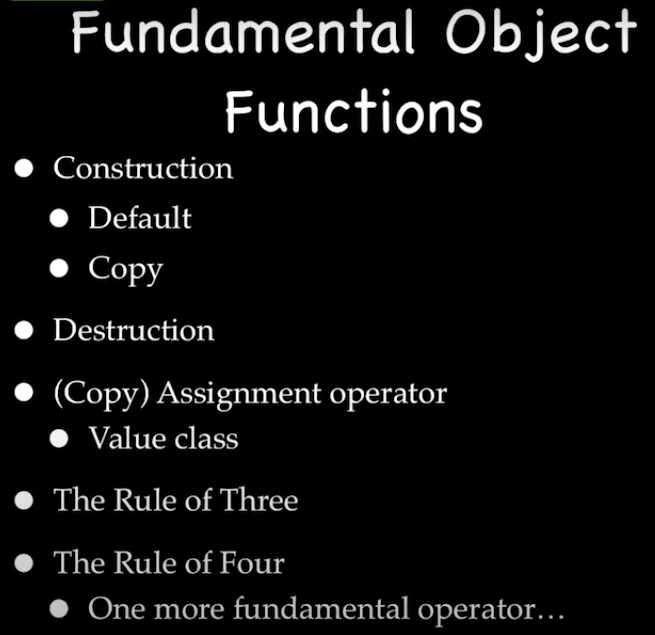 Fundamental Object
Functions
● Construction
● Default
● Copy
● Destruction
● (Copy) Assignment operator
● Value class
● The Rule of Three
● The Rule of Four
● One more fundamental operator…